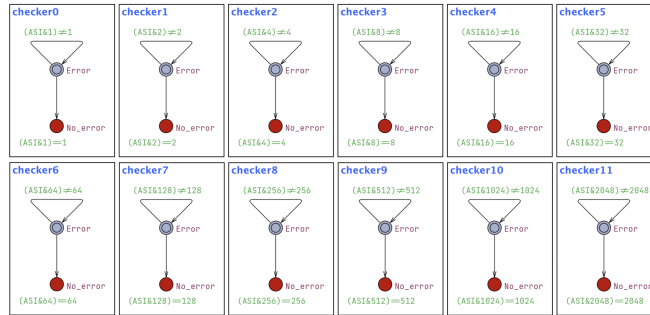 checker0
(ASI&1)≠1
Error
No_error
(ASI&1)==1
checker1
(ASI&2)≠2
Error
No_error
(ASI&2)==2
checker2
(ASI&4)≠4
Error
No_error
(ASI&4)==4
checker3
(ASI&8)≠8
Error
No_error
(ASI&8)==8
checker4
(ASI&16)≠16
Error
No_error
(ASI&16)==16
checker5
(ASI&32)≠32
Error
No_error
(ASI&32)==32
checker6
(ASI&64)≠64
Error
No_error
(ASI&64)==64
checker7
(ASI&128)≠128
Error
No_error
(ASI&128)==128
checker8
(ASI&256)≠256
Error
No_error
(ASI&256)==256
checker9
(ASI&512)≠512
Error
No_error
(ASI&512)==512
checker10
(ASI&1024)≠1024
Error
No_error
(ASI&1024)==1024
checker11
(ASI&2048)≠2048
Error
No_error
(ASI&2048)==2048